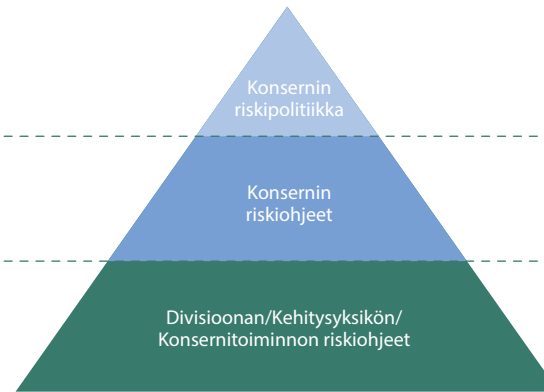 Konsernin
riskipolitiikka
Konsernin
riskiohjeet
Divisioonan/Kehitysyksikön/
Konsernitoiminnon riskiohjeet